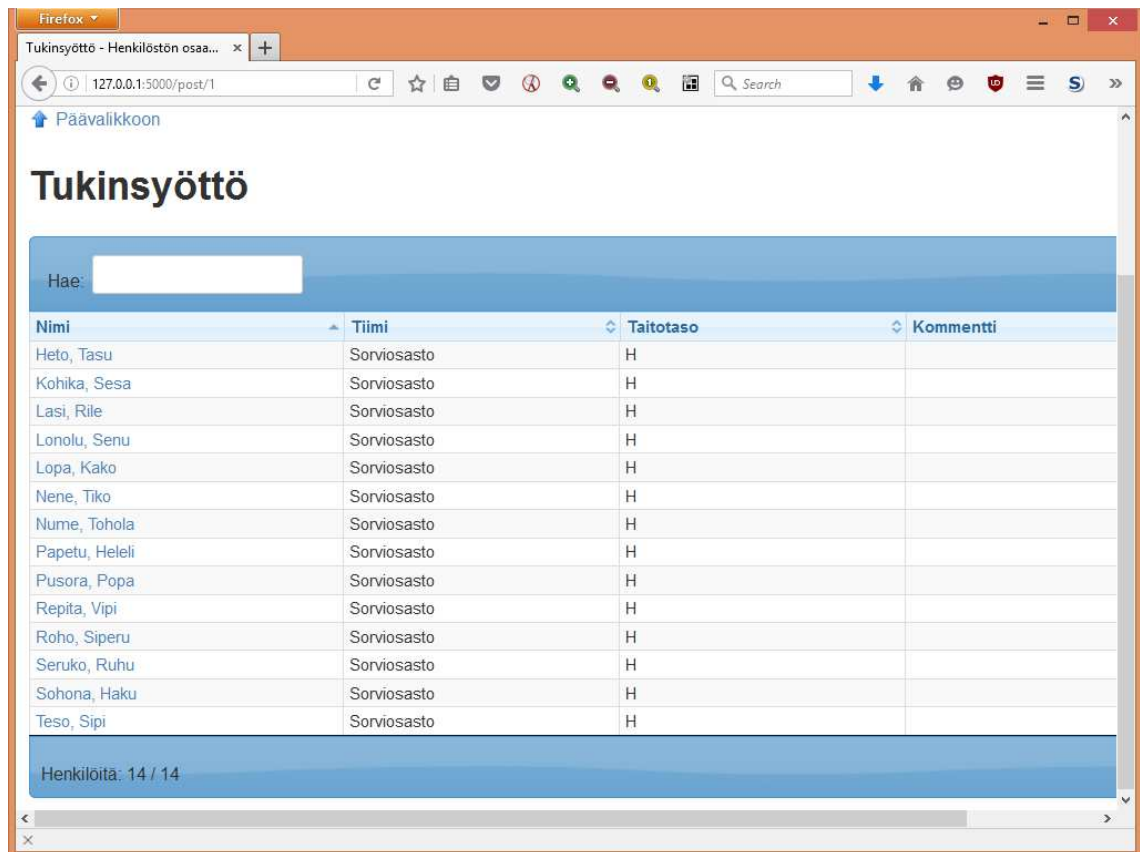 Firefox
Tukinsyöttö - Henkilöstön osaa...
127.0.0.1:5000/post/1 Search
Päävalikkoon
Tukinsyöttö
Hae:
Nimi Tiimi Taitotaso Kommentti
Heto, Tasu Sorviosasto H
Kohika, Sesa Sorviosasto H
Lasi, Rile Sorviosasto H
Lonolu, Senu Sorviosasto H
Lopa, Kako Sorviosasto H
Nene, Tiko Sorviosasto H
Nume, Tohola Sorviosasto H
Papetu, Heleli Sorviosasto H
Pusora, Popa Sorviosasto H
Repita, Vipi Sorviosasto H
Roho, Siperu Sorviosasto H
Seruko, Ruhu Sorviosasto H
Sohona, Haku Sorviosasto H
Teso, Sipi Sorviosasto H
Henkilöitä: 14 / 14